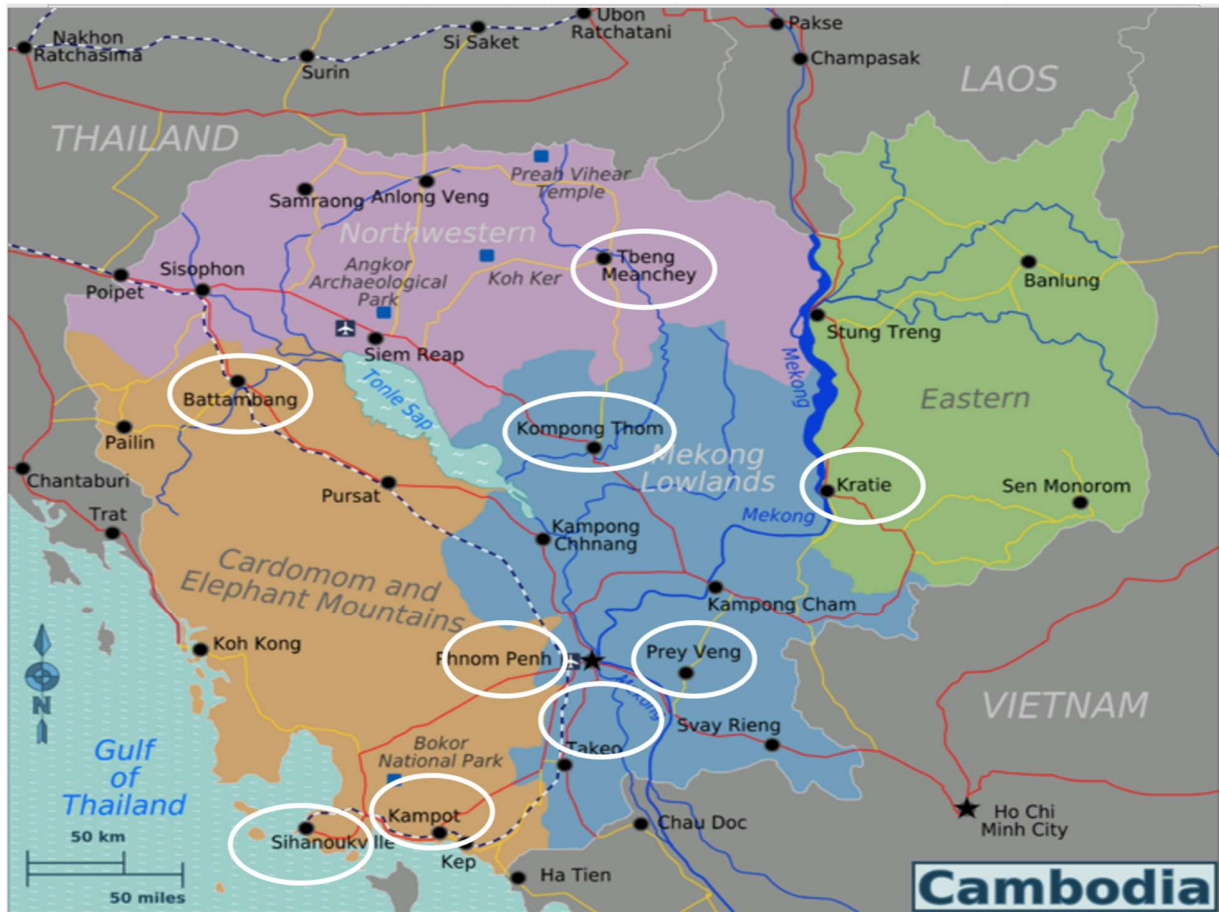 Nakhon
Ratchasima
Surin
Si Saket
Ubon
Ratchatani
Pakse
Champasak
LAOS
THAILAND
Samraong
Anlong Veng
Preah Vihear
Temple
Northwestern
Tbeng
Meanchey
Sisophon
Poipet
Angkor
Archaeological
Park
Koh Ker
Banlung
Siem Reap
Stung Treng
Mekong
Battambang
Tonle Sap
Eastern
Pailin
Kompong Thom
Mekong
Lowlands
Chantaburi
Pursat
Kratie
Sen Monorom
Trat
Kampong
Chhnang
Mekong
Cardomom and
Elephant Mountains
Kampong Cham
Koh Kong
Phnom Penh
Prey Veng
Mekong
N
VIETNAM
Svay Rieng
Takeo
Bokor
National Park
Gulf
of
Thailand
Kampot
Sihanoukville
Kep
Chau Doc
Ho Chi
Minh City
50 km
50 miles
Ha Tien
Cambodia